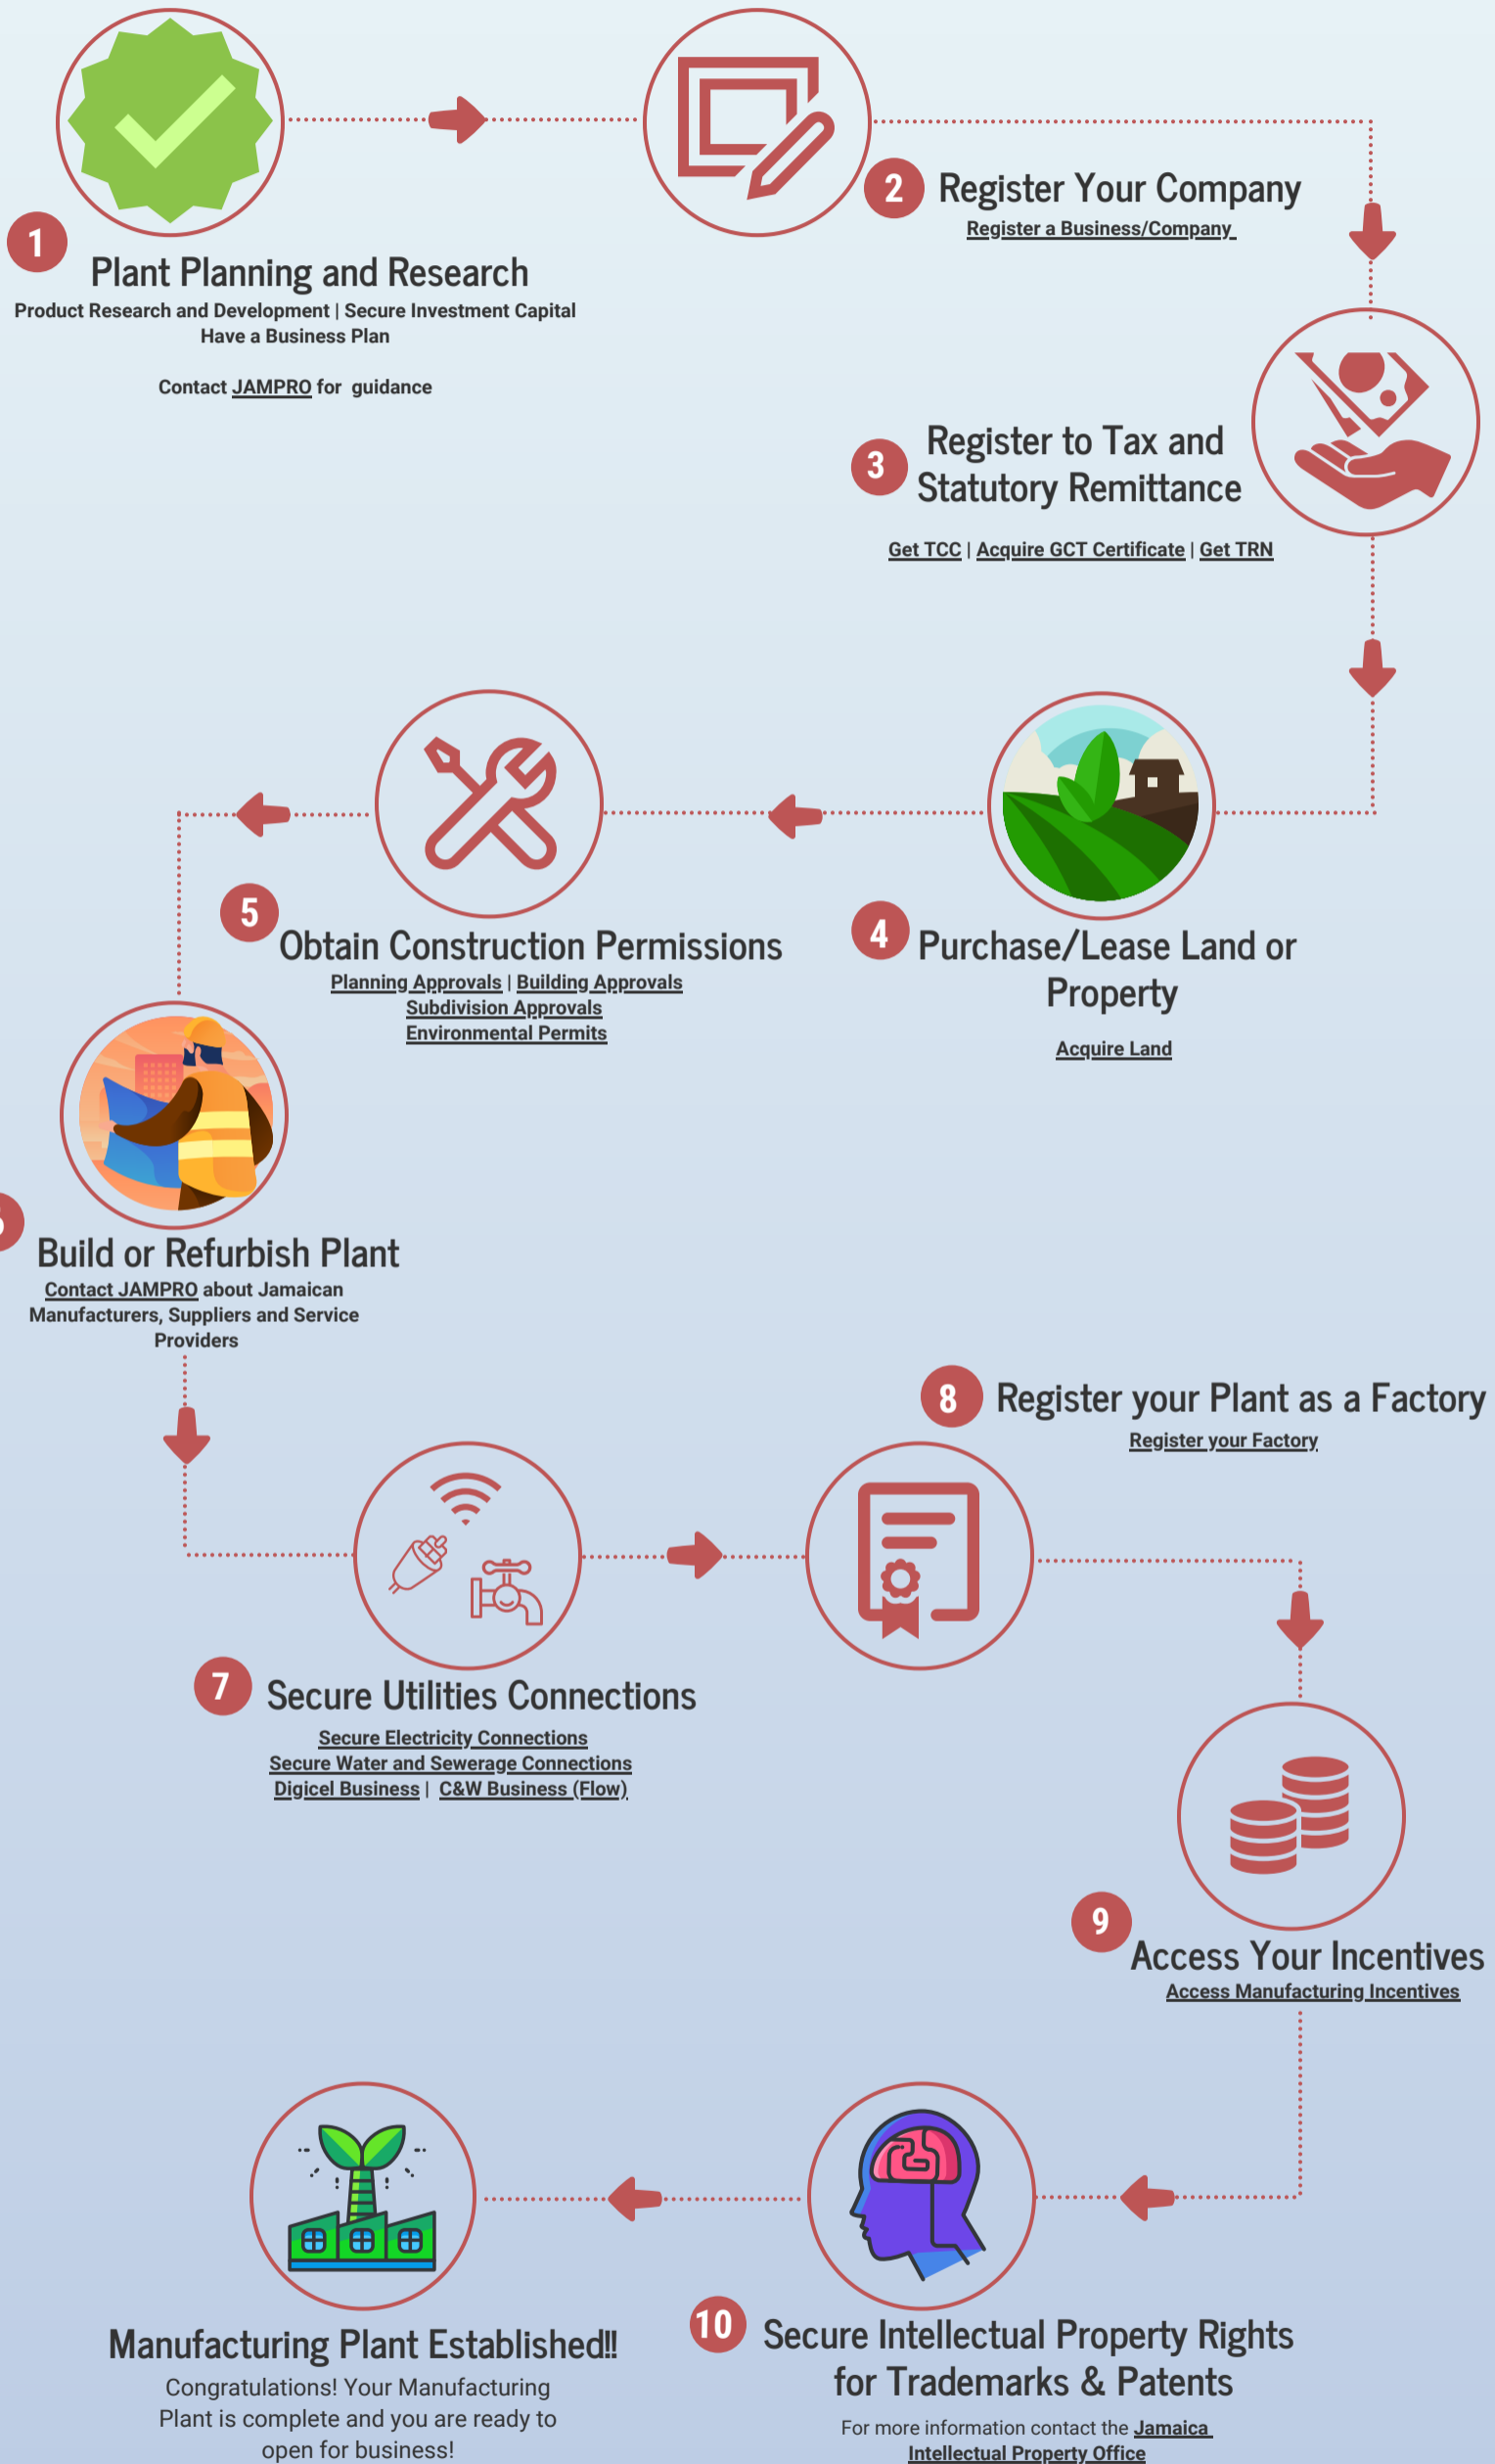 1
Plant Planning and Research
Product Research and Development | Secure Investment Capital
Have a Business Plan
Contact JAMPRO for guidance
2
Register Your Company
Register a Business/Company
3
Register to Tax and
Statutory Remittance
Get TCC | Acquire GCT Certificate | Get TRN
4
Purchase/Lease Land or
Property
Acquire Land
5
Obtain Construction Permissions
Planning Approvals | Building Approvals
Subdivision Approvals
Environmental Permits
Build or Refurbish Plant
Contact JAMPRO about Jamaican
Manufacturers, Suppliers and Service
Providers
7
Secure Utilities Connections
Secure Electricity Connections
Secure Water and Sewerage Connections
Digicel Business | C&W Business (Flow)
8
Register your Plant as a Factory
Register your Factory
9
Access Your Incentives
Access Manufacturing Incentives
10
Secure Intellectual Property Rights
for Trademarks & Patents
For more information contact the Jamaica
Intellectual Property Office
Manufacturing Plant Established!!
Congratulations! Your Manufacturing
Plant is complete and you are ready to
open for business!